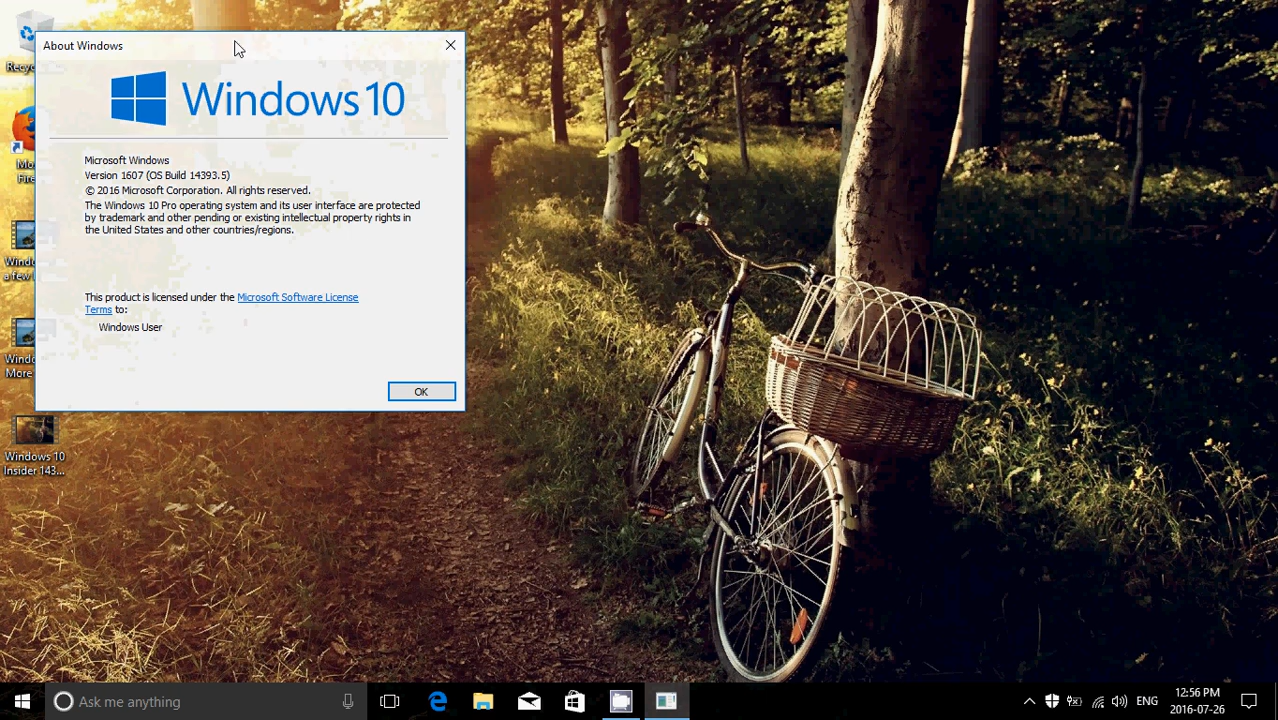 About Windows
Windows 10
Microsoft Windows
Version 1607 (OS Build 14393.5)
© 2016 Microsoft Corporation. All rights reserved.
The Windows 10 Pro operating system and its user interface are protected
by trademark and other pending or existing intellectual property rights in
the United States and other countries/regions.
This product is licensed under the Microsoft Software License
Terms to:
Windows User
OK
Recyc
Mo
Fire
Windo
a few
Windo
More
Windows 10
Insider 143...
Ask me anything
ENG
12:56 PM
2016-07-26